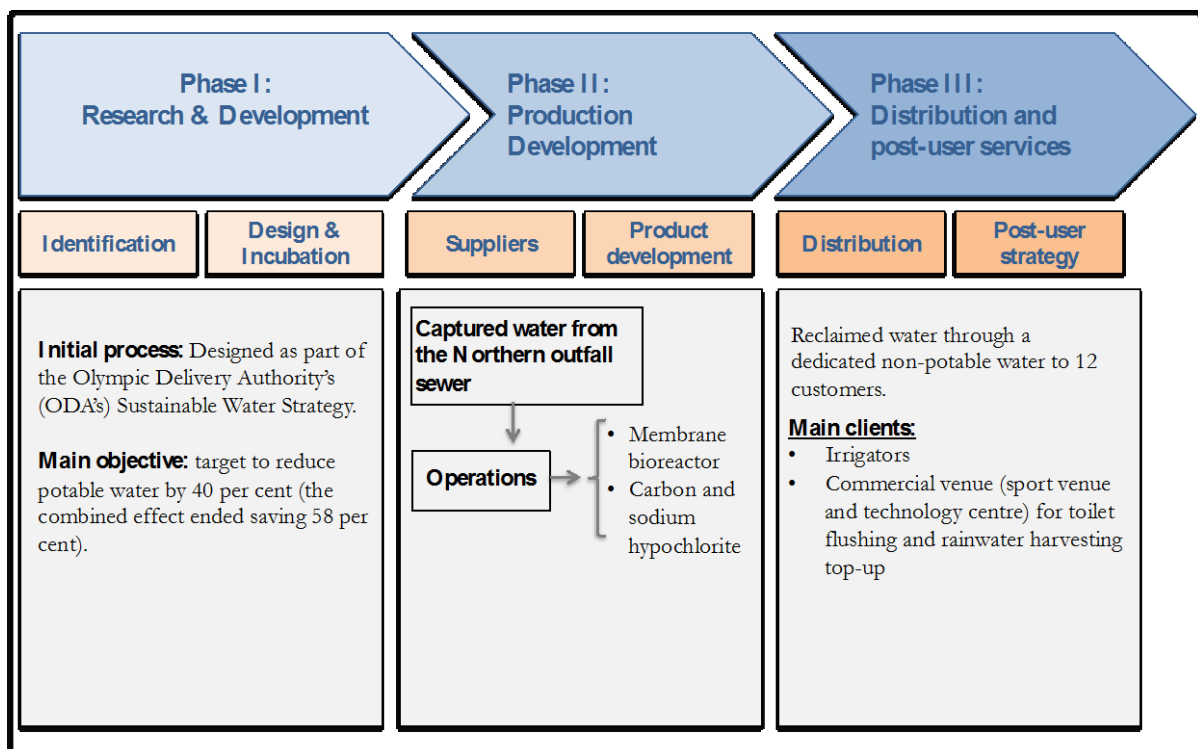 Phase I:
Research & Development
Phase II:
Production
Development
Phase III:
Distribution and
post-user services
Identification
Design &
Incubation
Suppliers
Product
development
Distribution
Post-user
strategy
Initial process: Designed as part of
the Olympic Delivery Authority's
(ODA's) Sustainable Water Strategy.
Main objective: target to reduce
potable water by 40 per cent (the
combined effect ended saving 58 per
cent).
Captured water from
the Northern outfall
sewer
Operations
• Membrane
bioreactor
• Carbon and
sodium
hypochlorite
Reclaimed water through a
dedicated non-potable water to 12
customers.
Main clients:
• Irrigators
• Commercial venue (sport venue
and technology centre) for toilet
flushing and rainwater harvesting
top-up